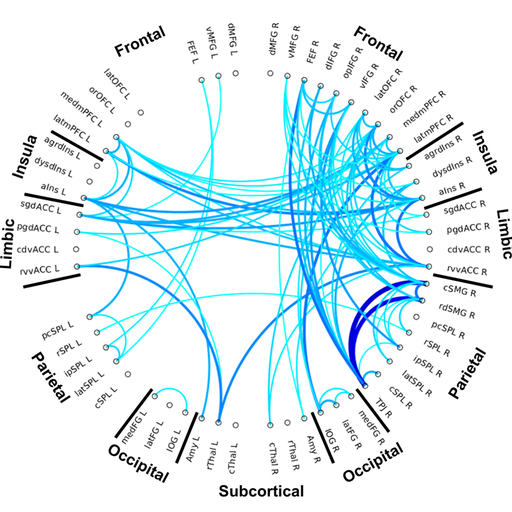 Frontal
FEF L
vMFG L
dMFG L
dMFG R
vMFG R
FEF R
dIFG R
opIFG R
vIFG R
latOFC R
orOFC R
medmPFC R
latmPFC R
Frontal
agrdIns R
dysdIns R
aIns R
Insula
sgdACC R
pgdACC R
cdvACC R
rvvACC R
Limbic
cSMG R
rdSMG R
pcSPL R
rSPL R
ipSPL R
latSPL R
cSPL R
TPJ R
Parietal
medFG R
latFG R
IOG R
Occipital
Amy R
rThal R
cThal R
Subcortical
cThal L
rThal L
Amy L
IOG L
latFG L
medFG L
Occipital
cSPL L
latSPL L
ipSPL L
rSPL L
pcSPL L
Parietal
rvvACC L
cdvACC L
pgdACC L
sgdACC L
Limbic
aIns L
dysdIns L
agrdIns L
Insula
latmPFC L
medmPFC L
orOFC L
latOFC L